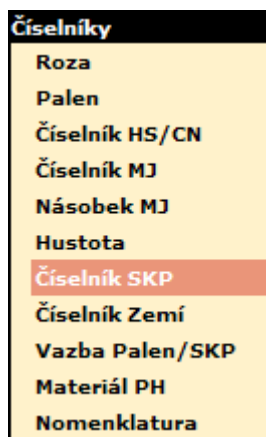 Číselníky
Roza
Palen
Číselník HS/CN
Číselník MJ
Násobek MJ
Hustota
Číselník SKP
Číselník Zemí
Vazba Palen/SKP
Materiál PH
Nomenklatura